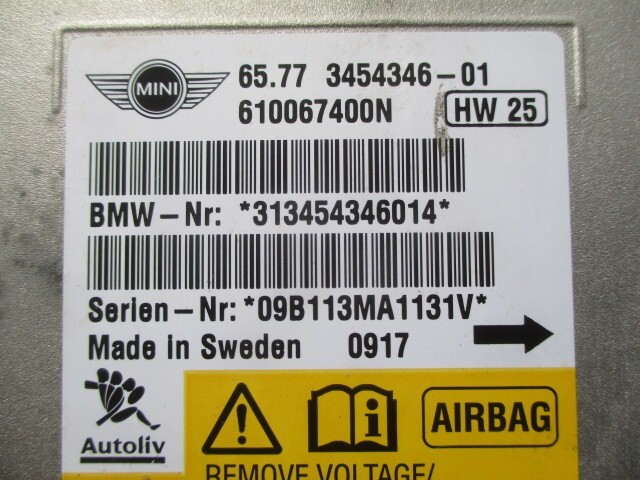 MINI
65.77 3454346-01
610067400N HW 25
BMW-Nr: *313454346014*
Serien-Nr: *09B113MA1131V*
Made in Sweden 0917
Autoliv
AIRBAG
REMOVE VOLTAGE/